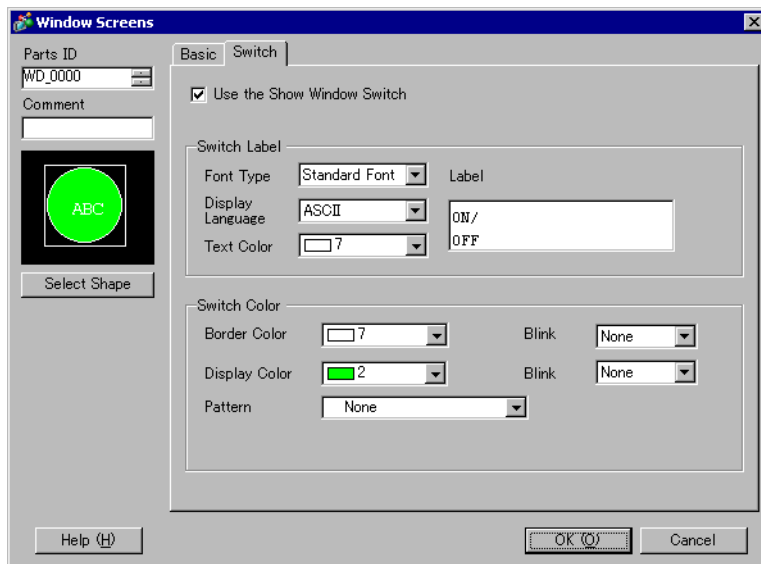 Window Screens
Parts ID
WD_0000
Comment
ABC
Select Shape
Basic
Switch
Use the Show Window Switch
Switch Label
Font Type
Standard Font
Label
Display
Language
ASCII
ON/
OFF
Text Color
7
Switch Color
Border Color
7
Blink
None
Display Color
2
Blink
None
Pattern
None
Help (H)
OK (O)
Cancel